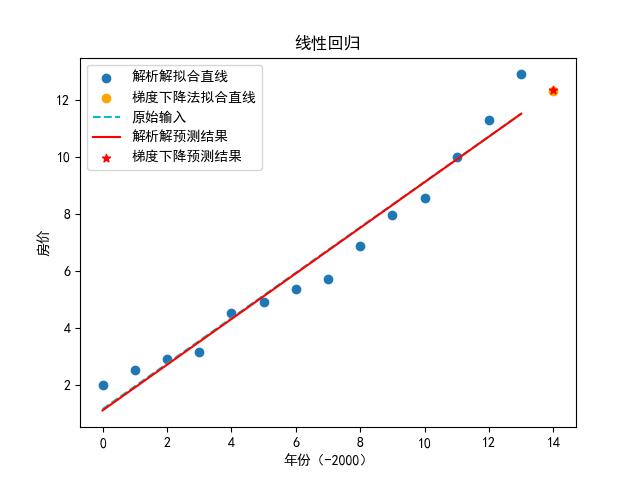 线性回归
解析解拟合直线
梯度下降法拟合直线
原始输入
解析解预测结果
梯度下降预测结果
12
10
8
6
4
2
房价
0 2 4 6 8 10 12 14
年份（-2000）